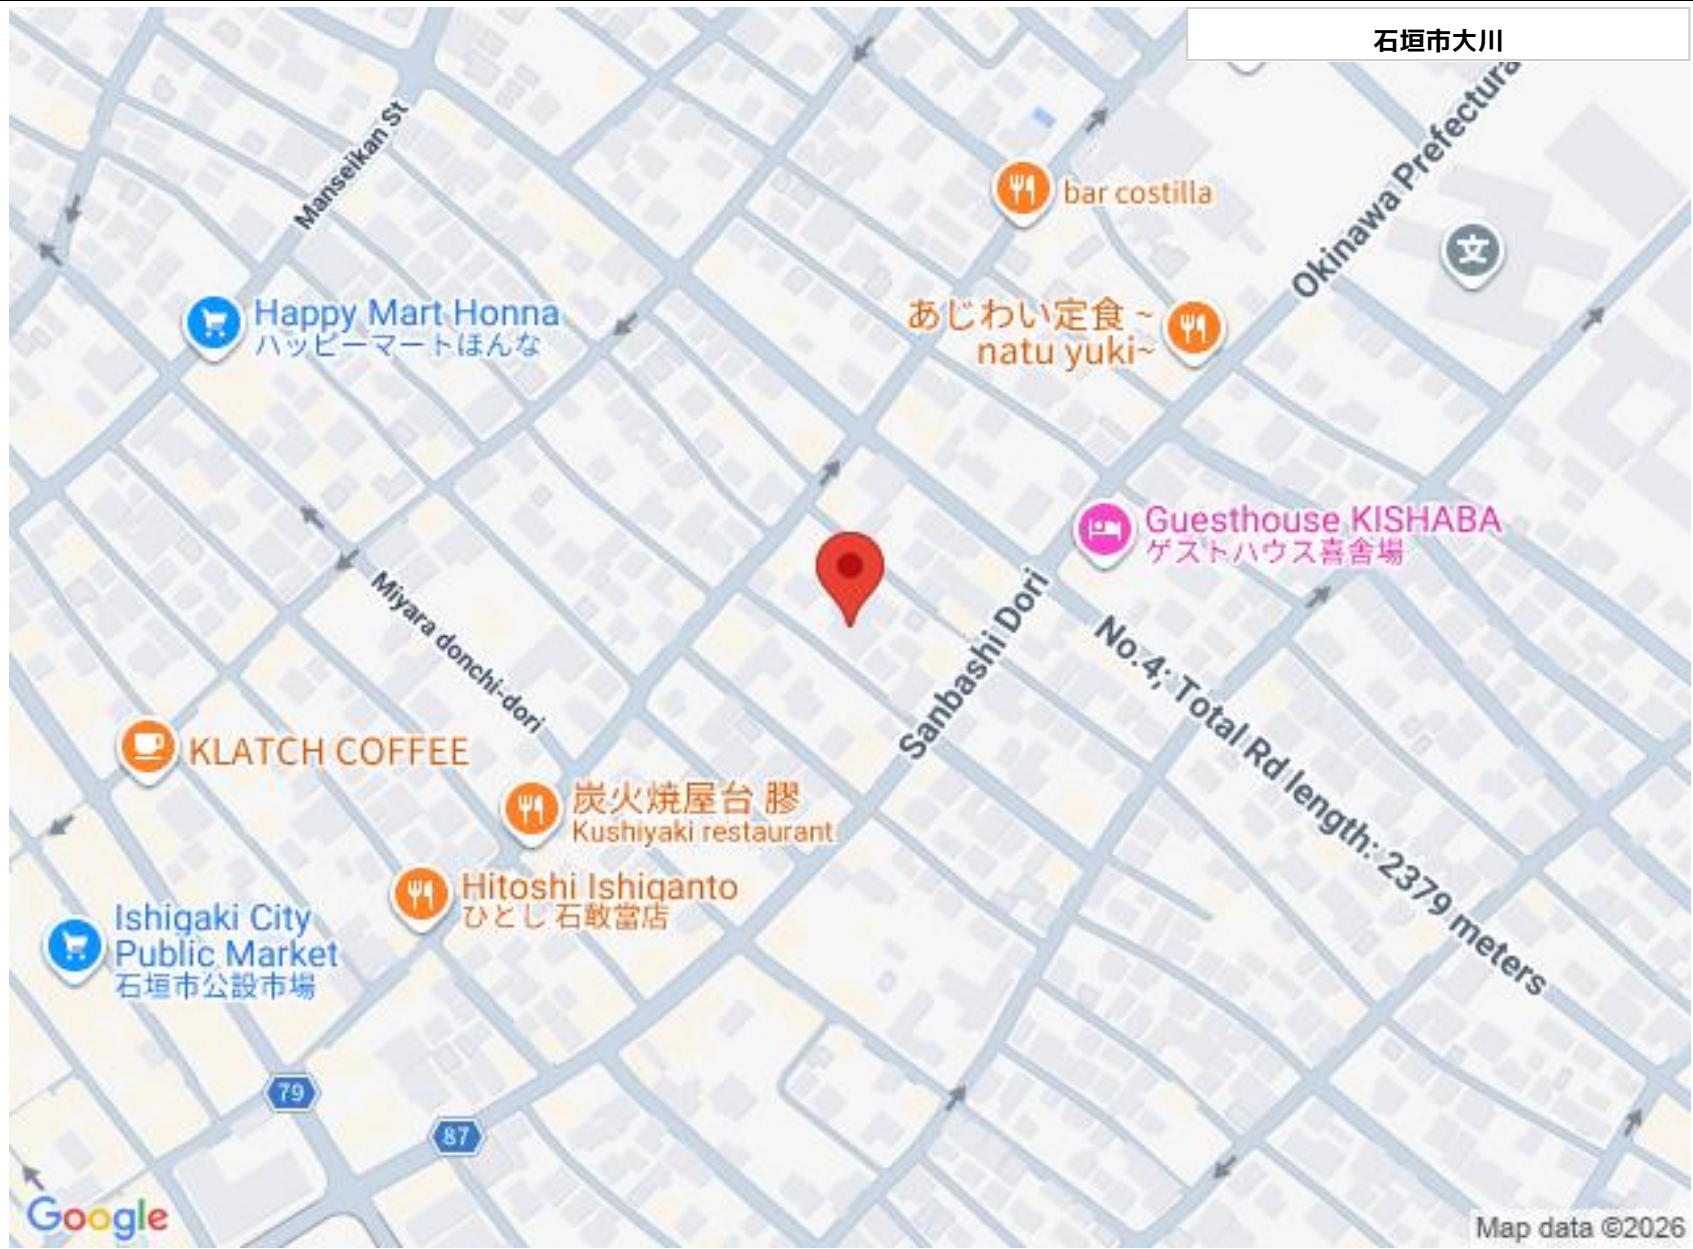 石垣市大川
Manseikan St
Okinawa Prefectura
bar costilla
文
Happy Mart Honna
ハッピーマートほんな
あじわい定食 ~
natu yuki~
Guesthouse KISHABA
ゲストハウス喜舎場
Miyara donchi-dori
Sanbashi Dori
No.4; Total Rd length: 2379 meters
KLATCH COFFEE
炭火焼屋台 膠
Kushiyaki restaurant
Hitoshi Ishiganto
ひとし 石敢當店
Ishigaki City
Public Market
石垣市公設市場
79
87
Google
Map data ©2026